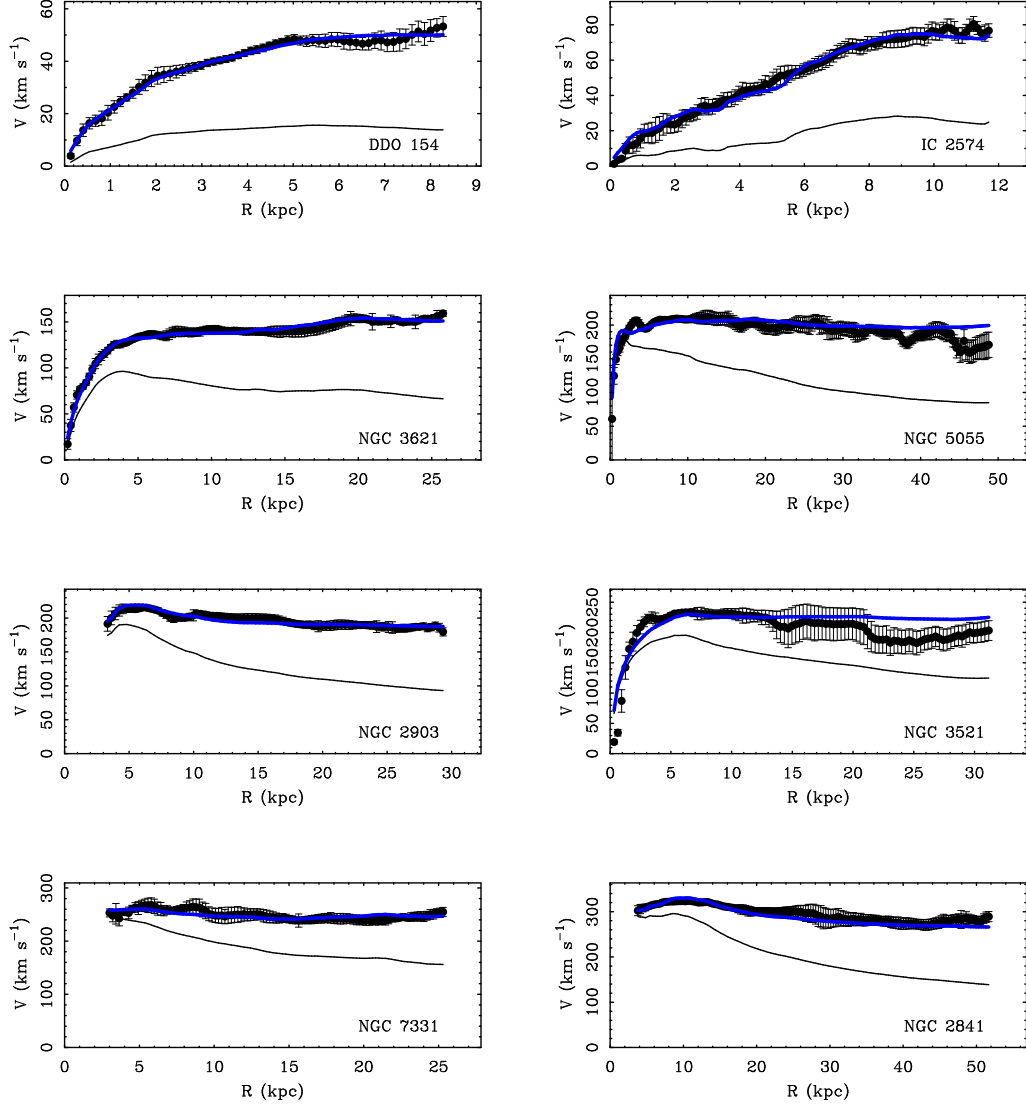 V (km s⁻¹)
0 20 40 60
DDO 154
0 1 2 3 4 5 6 7 8 9
R (kpc)
V (km s⁻¹)
0 20 40 60 80
IC 2574
0 2 4 6 8 10 12
R (kpc)
V (km s⁻¹)
0 50 100 150
NGC 3621
0 5 10 15 20 25
R (kpc)
V (km s⁻¹)
0 50 100 150 200
NGC 5055
0 10 20 30 40 50
R (kpc)
V (km s⁻¹)
0 50 100 150 200
NGC 2903
0 5 10 15 20 25 30
R (kpc)
V (km s⁻¹)
0 50 100 150 200 250
NGC 3521
0 5 10 15 20 25 30
R (kpc)
V (km s⁻¹)
0 100 200 300
NGC 7331
0 5 10 15 20 25
R (kpc)
V (km s⁻¹)
0 100 200 300
NGC 2841
0 10 20 30 40 50
R (kpc)